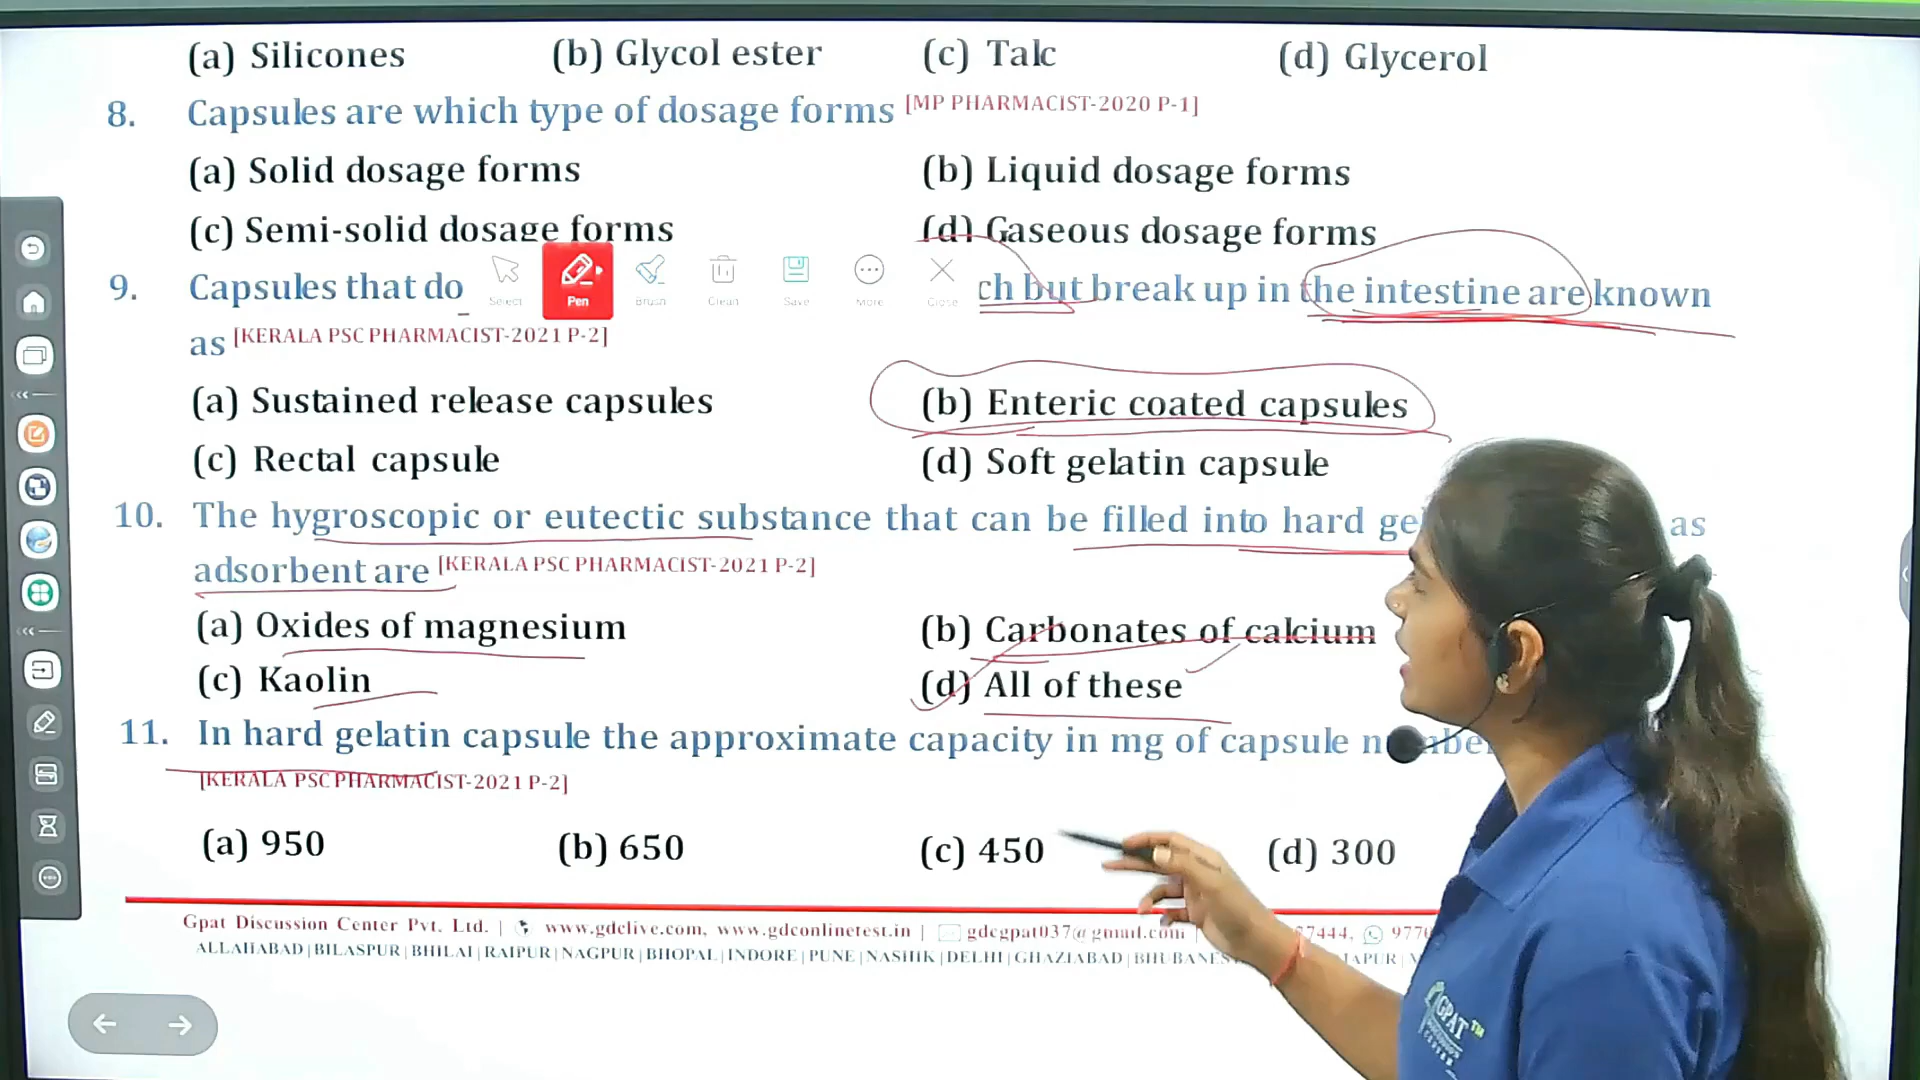 (a) Silicones (b) Glycol ester (c) Talc (d) Glycerol
8. Capsules are which type of dosage forms [MP PHARMACIST-2020 P-1]
(a) Solid dosage forms (b) Liquid dosage forms
(c) Semi-solid dosage forms (d) Gaseous dosage forms
9. Capsules that do ch but break up in the intestine are known
Select Pen Brush Clean Save More Close
as [KERALA PSC PHARMACIST-2021 P-2]
(a) Sustained release capsules (b) Enteric coated capsules
(c) Rectal capsule (d) Soft gelatin capsule
10. The hygroscopic or eutectic substance that can be filled into hard ge as
adsorbent are [KERALA PSC PHARMACIST-2021 P-2]
(a) Oxides of magnesium (b) Carbonates of calcium
(c) Kaolin (d) All of these
11. In hard gelatin capsule the approximate capacity in mg of capsule
[KERALA PSC PHARMACIST-2021 P-2]
(a) 950 (b) 650 (c) 450 (d) 300
Gpat Discussion Center Pvt. Ltd. | www.gdclive.com, www.gdconlinetest.in | gdcgpat037@gmail.com | 7444, 977
ALLAHABAD | BILASPUR | BHILAI | RAIPUR | NAGPUR | BHOPAL | INDORE | PUNE | NASHIK | DELHI | GHAZIABAD | BHUBANES
GPAT